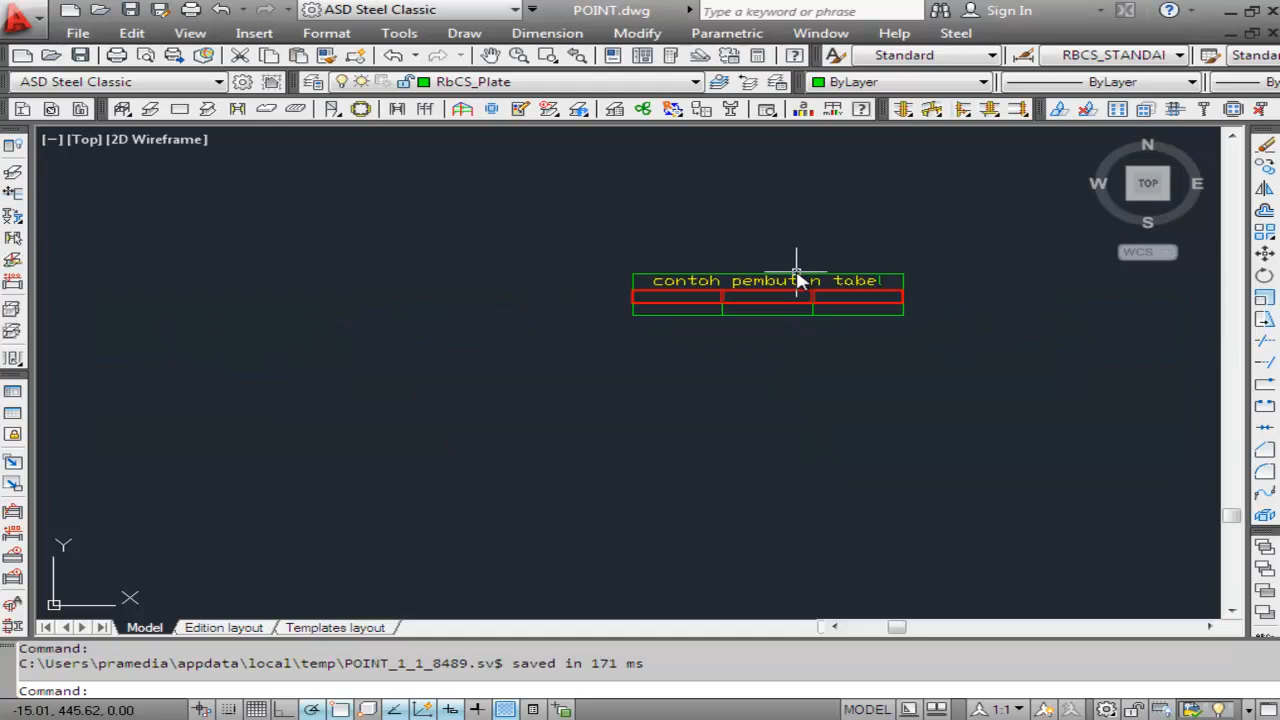 ASD Steel Classic
POINT.dwg
Type a keyword or phrase
Sign In
File Edit View Insert Format Tools Draw Dimension Modify Parametric Window Help Steel
Standard
RBCS_STANDAI
Standa
ASD Steel Classic
RbCS_Plate
ByLayer
ByLayer
By
[−] [Top] [2D Wireframe]
N
W TOP E
S
WCS
contoh pembutan tabel
Y
X
Model Edition layout Templates layout
Command:
C:\Users\pramedia\appdata\local\temp\POINT_1_1_8489.sv$ saved in 171 ms
Command:
-15.01, 445.62, 0.00
MODEL
1:1